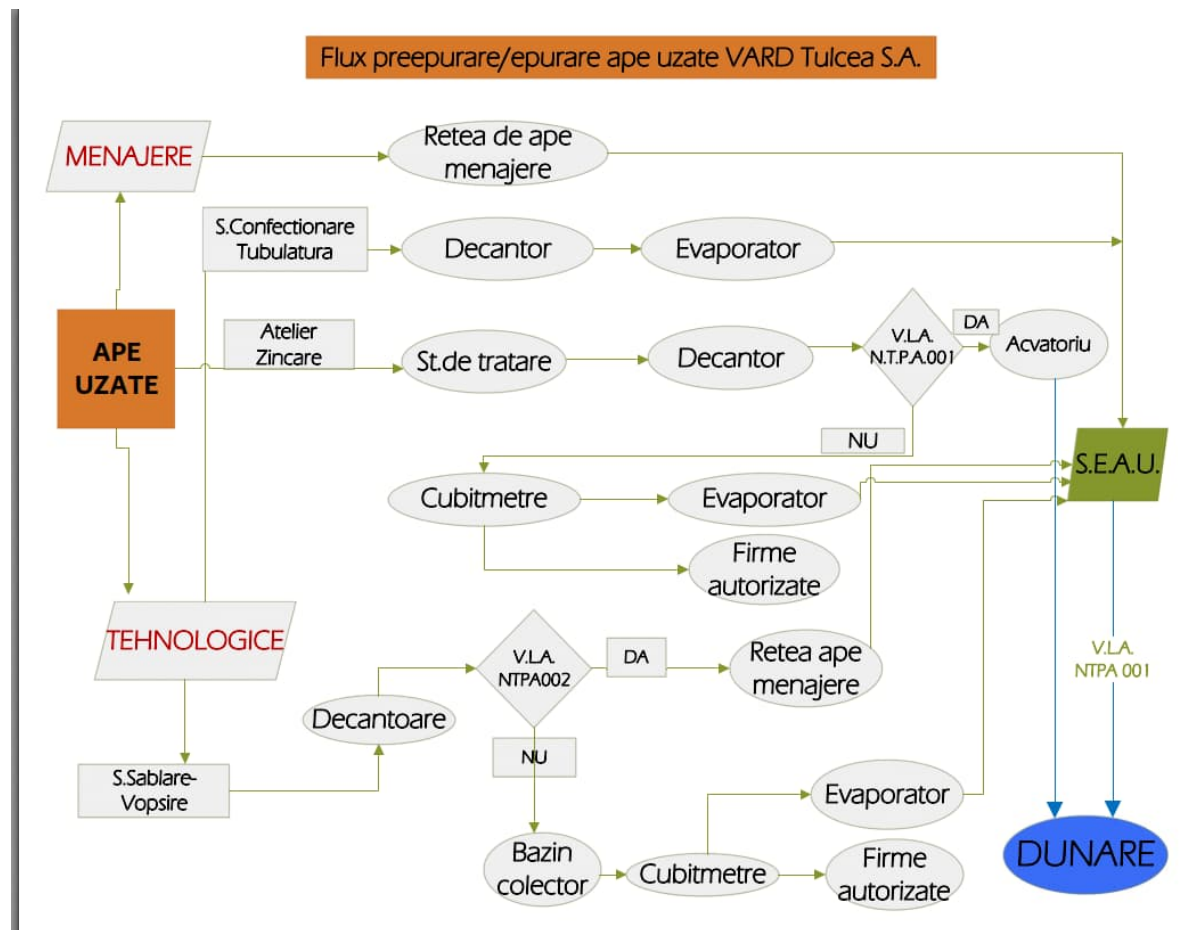 Flux preepurare/epurare ape uzate VARD Tulcea S.A.
MENAJERE
Retea de ape
menajere
S.Confectionare
Tubulatura
Decantor
Evaporator
APE
UZATE
Atelier
Zincare
St.de tratare
Decantor
V.L.A.
N.T.P.A.001
DA
Acvatoriu
NU
S.E.A.U.
Cubitmetre
Evaporator
Firme
autorizate
TEHNOLOGICE
V.L.A.
NTPA002
DA
Retea ape
menajere
V.L.A.
NTPA 001
Decantoare
NU
S.Sablare-
Vopsire
Evaporator
Bazin
colector
Cubitmetre
Firme
autorizate
DUNARE